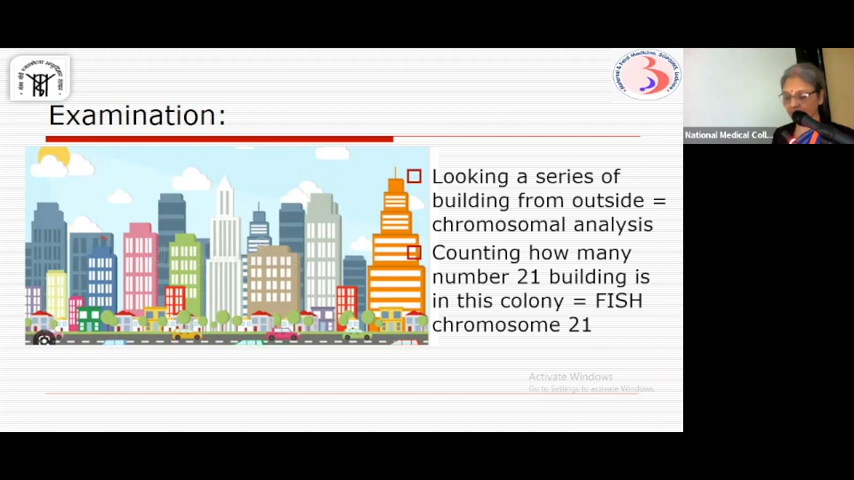 Examination:
Looking a series of
building from outside =
chromosomal analysis
Counting how many
number 21 building is
in this colony = FISH
chromosome 21
Activate Windows
Go to Settings to activate Windows.
National Medical Coll...